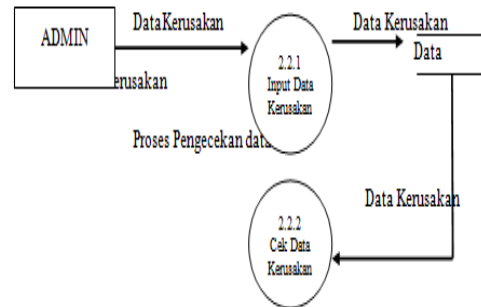 ADMIN
DataKerusakan
Data Kerusakan
Data
erusakan
2.2.1
Input Data
Kerusakan
Proses Pengecekan data
Data Kerusakan
2.2.2
Cek Data
Kerusakan